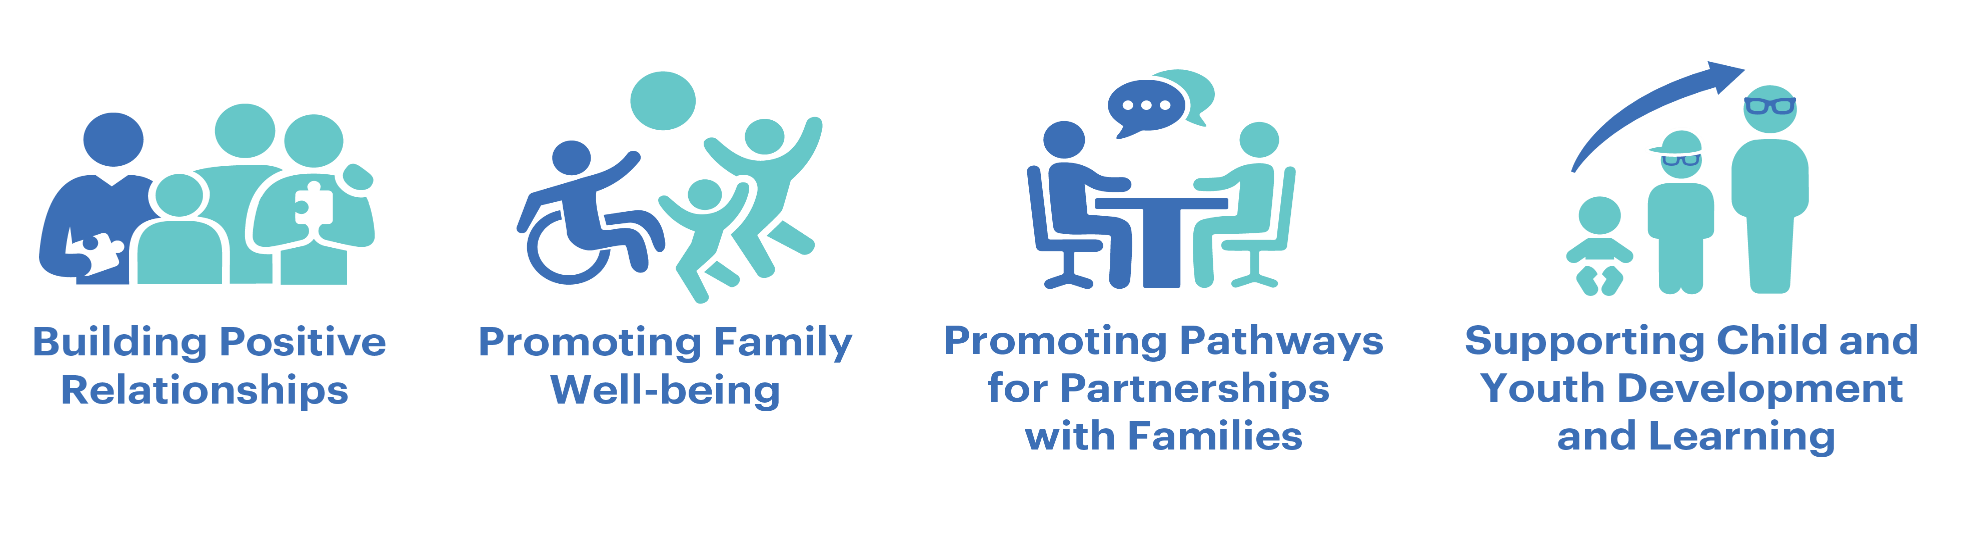 Building Positive
Relationships
Promoting Family
Well-being
Promoting Pathways
for Partnerships
with Families
Supporting Child and
Youth Development
and Learning